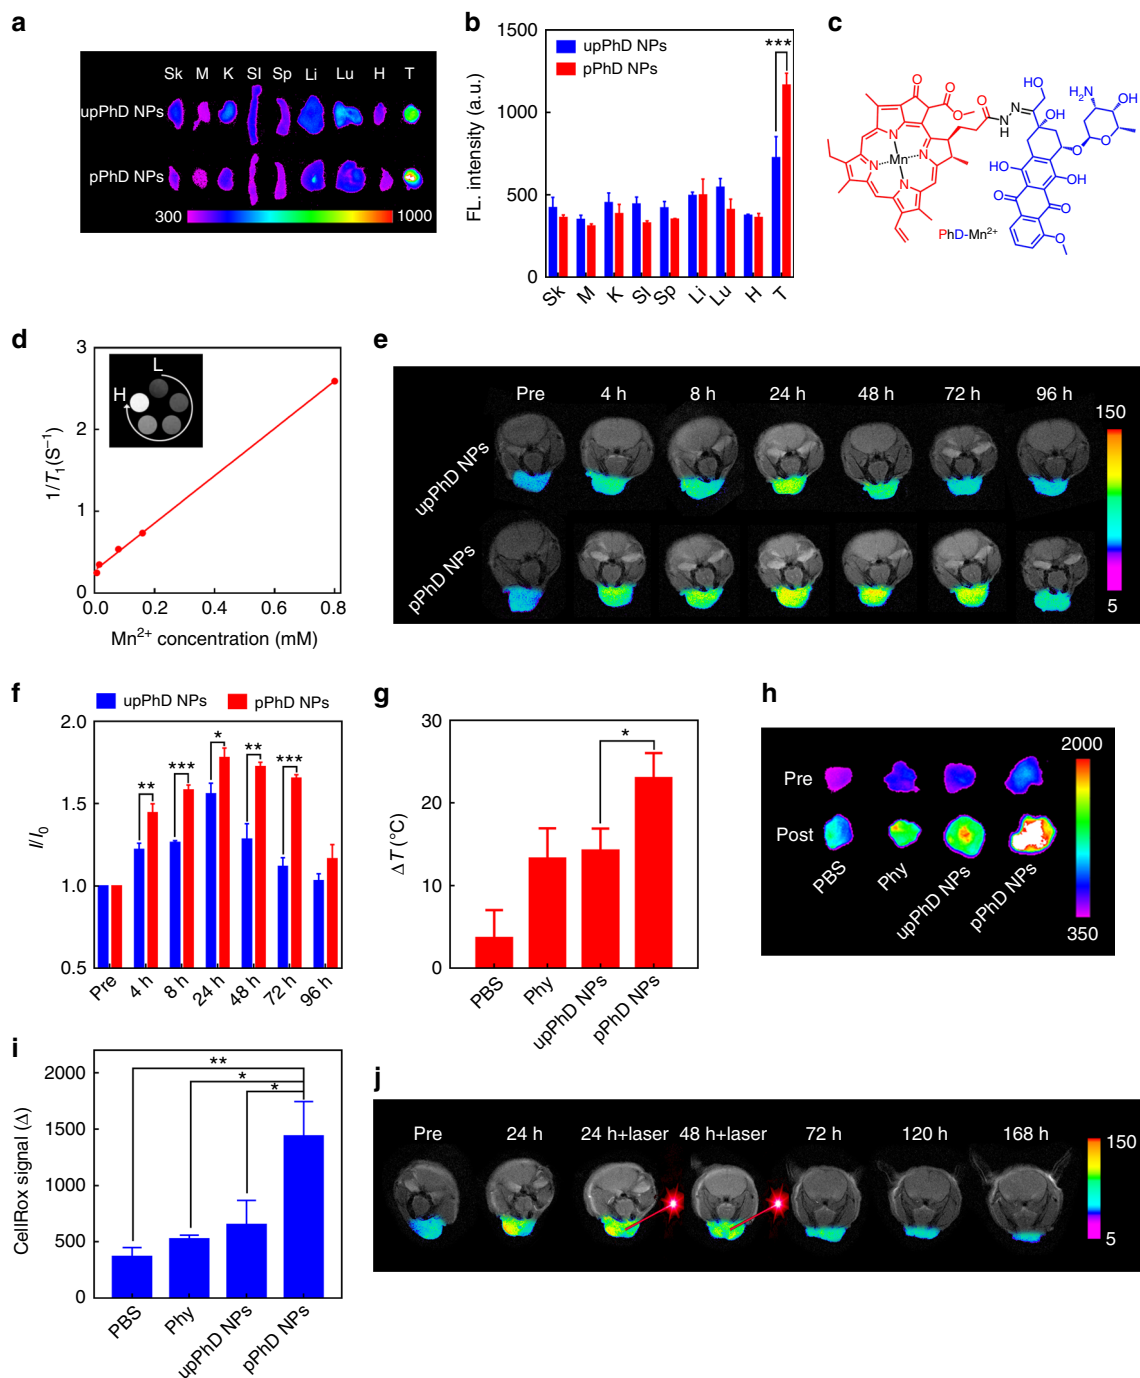 a
Sk M K SI Sp Li Lu H T
upPhD NPs
pPhD NPs
300 1000
b
1500
1000
500
0
FL. intensity (a.u.)
upPhD NPs
pPhD NPs
***
Sk M K SI Sp Li Lu H T
c
O
O
O
O
HO
N
N
H
OH
O
H2N
OH
O
N
N
N
N
Mn
HO
O
O
OH
O
O
PhD-Mn2+
d
3
2
1
0
1/T1 (S−1)
L
H
0.0 0.2 0.4 0.6 0.8
Mn2+ concentration (mM)
e
Pre 4 h 8 h 24 h 48 h 72 h 96 h
upPhD NPs
pPhD NPs
150
5
f
upPhD NPs pPhD NPs
2.0
1.5
1.0
0.5
I/I0
** *** * ** ***
Pre 4 h 8 h 24 h 48 h 72 h 96 h
g
30
20
10
0
ΔT (°C)
*
PBS Phy upPhD NPs pPhD NPs
h
Pre
Post
PBS Phy upPhD NPs pPhD NPs
2000
350
i
2000
1500
1000
500
0
CellRox signal (Δ)
**
*
*
PBS Phy upPhD NPs pPhD NPs
j
Pre 24 h 24 h+laser 48 h+laser 72 h 120 h 168 h
150
5